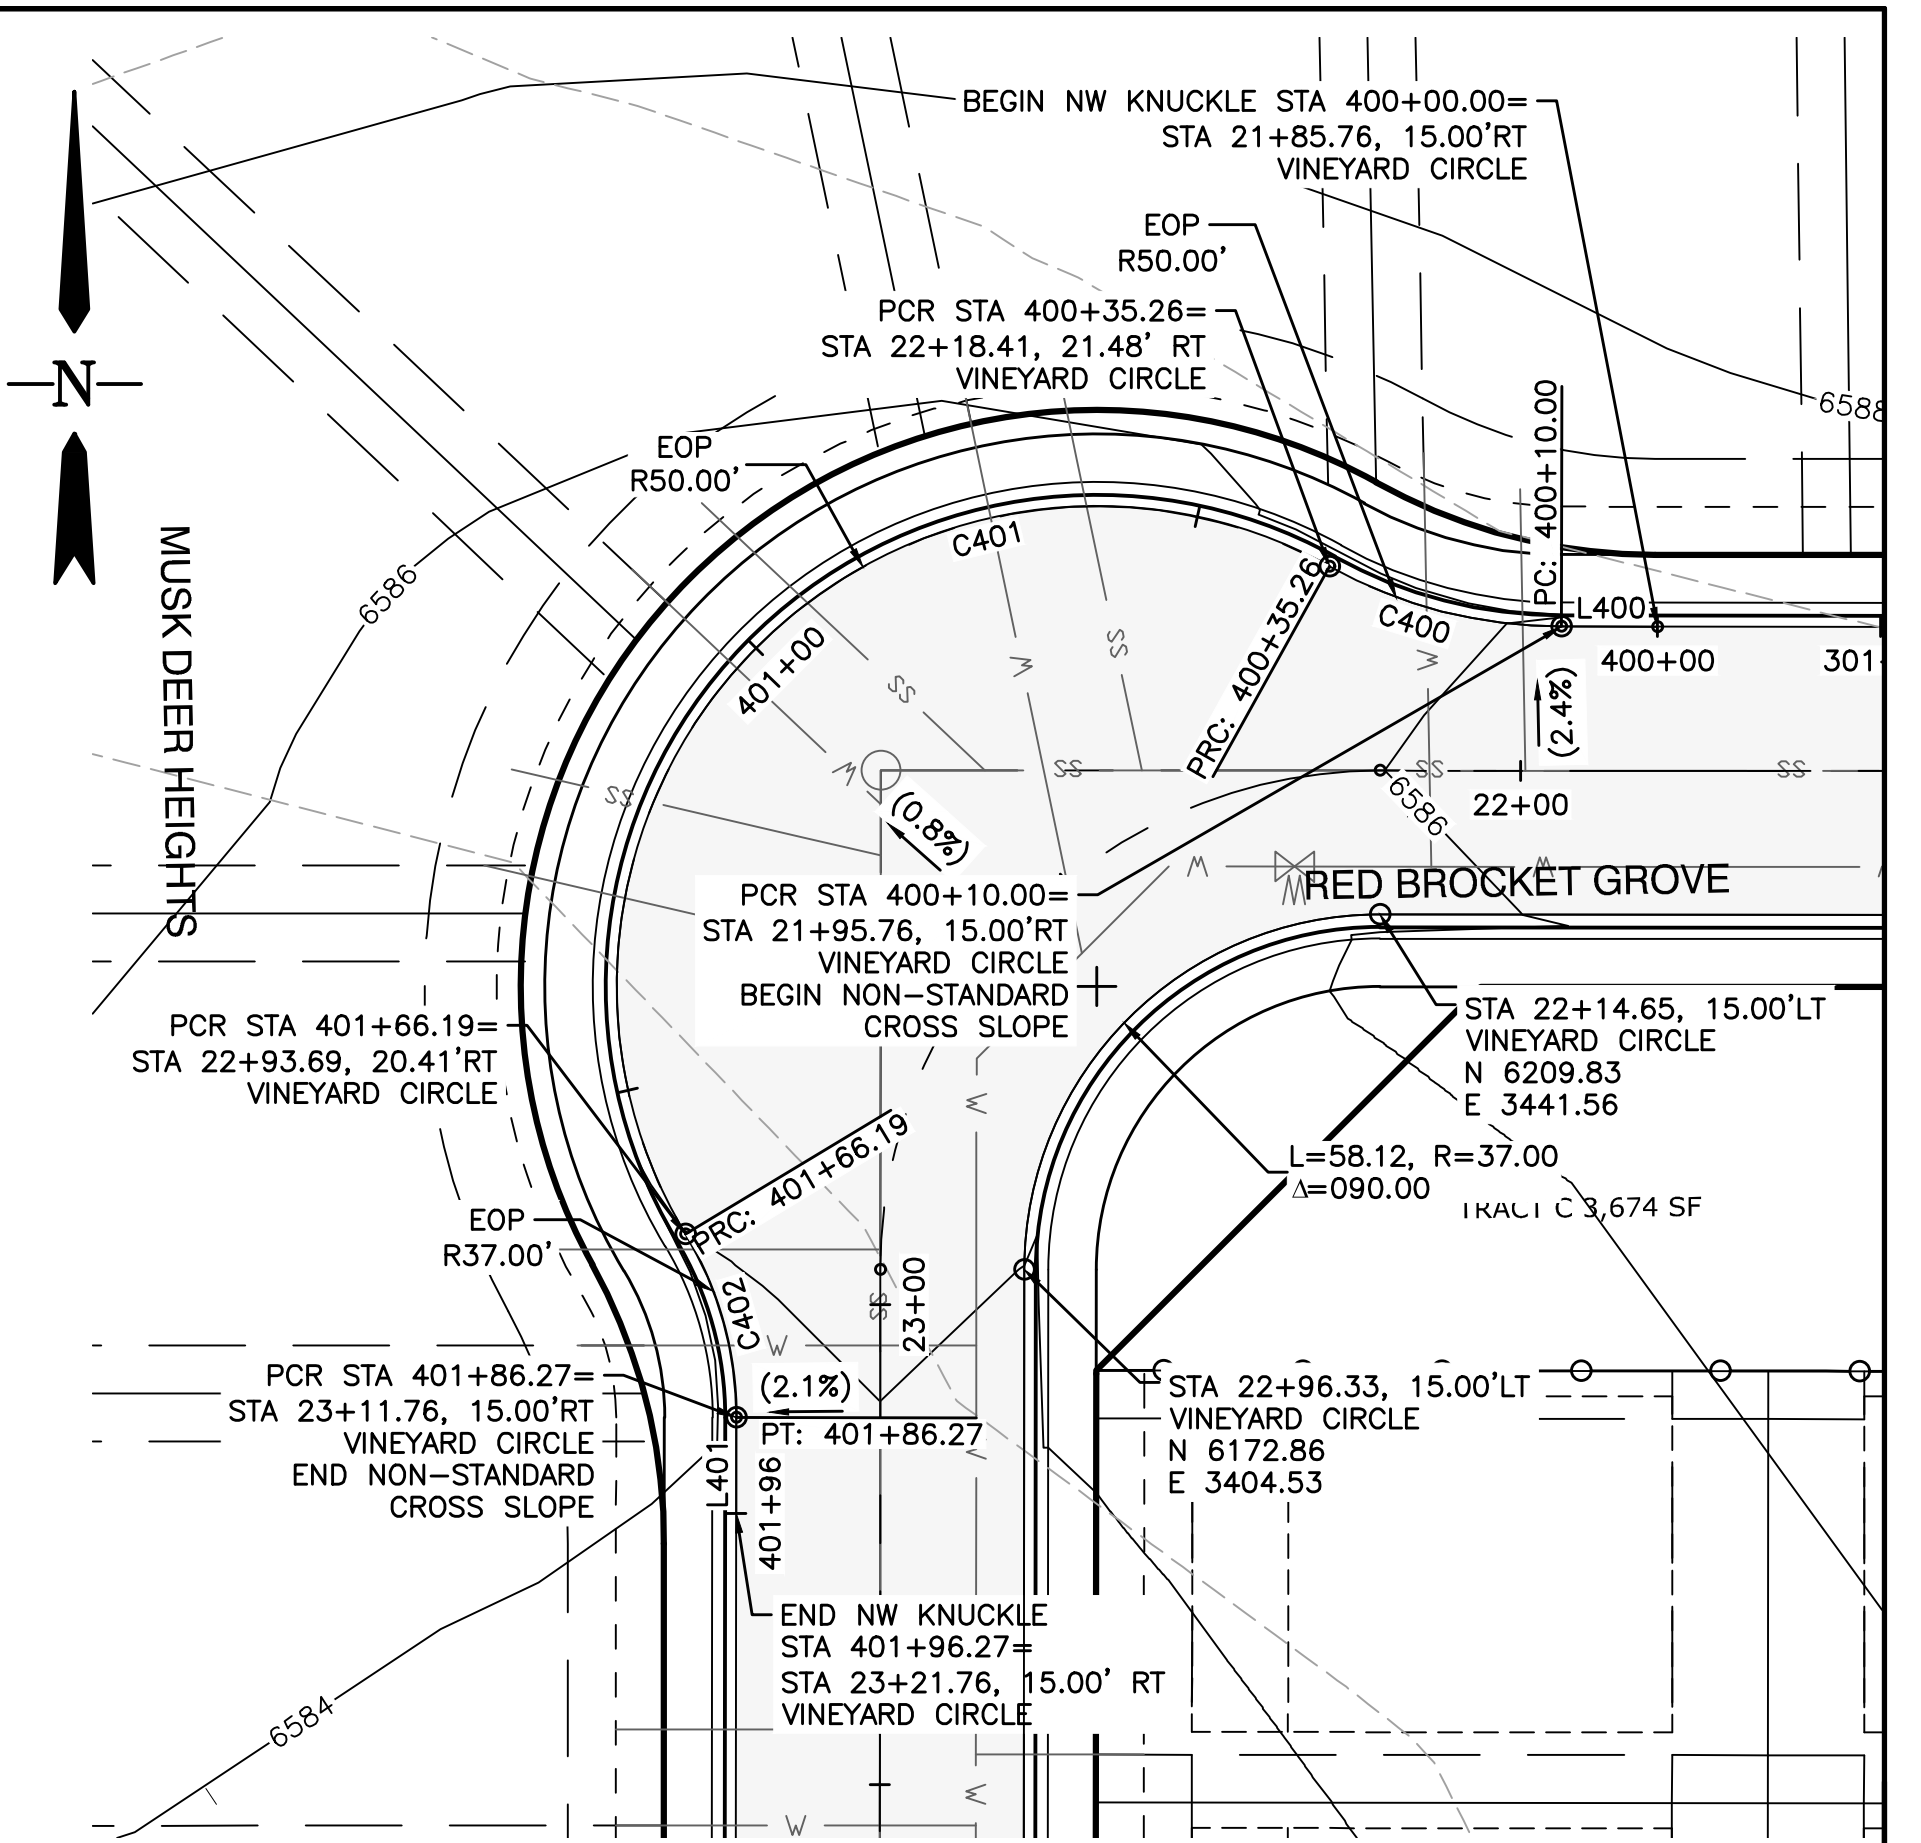 BEGIN NW KNUCKLE STA 400+00.00=
STA 21+85.76, 15.00'RT
VINEYARD CIRCLE
EOP
R50.00'
PCR STA 400+35.26=
STA 22+18.41, 21.48' RT
VINEYARD CIRCLE
N
EOP
R50.00'
6588
PC: 400+10.00
C401
PRC: 400+35.26
C400
L400
400+00
301
6586
MUSK DEER HEIGHTS
401+00
SS
W
SS
W
(2.4%)
SS
W
SS
SS
SS
22+00
6586
(0.8%)
W
W
RED BROCKET GROVE
PCR STA 400+10.00=
STA 21+95.76, 15.00'RT
VINEYARD CIRCLE
BEGIN NON-STANDARD
CROSS SLOPE
STA 22+14.65, 15.00'LT
VINEYARD CIRCLE
N 6209.83
E 3441.56
PCR STA 401+66.19=
STA 22+93.69, 20.41'RT
VINEYARD CIRCLE
W
PRC: 401+66.19
L=58.12, R=37.00
Δ=090.00
TRACT C 3,674 SF
EOP
R37.00'
C402
SS
23+00
W
PCR STA 401+86.27=
STA 23+11.76, 15.00'RT
VINEYARD CIRCLE
END NON-STANDARD
CROSS SLOPE
(2.1%)
PT: 401+86.27
STA 22+96.33, 15.00'LT
VINEYARD CIRCLE
N 6172.86
E 3404.53
L401
401+96
W
END NW KNUCKLE
STA 401+96.27=
STA 23+21.76, 15.00' RT
VINEYARD CIRCLE
6584
W
W